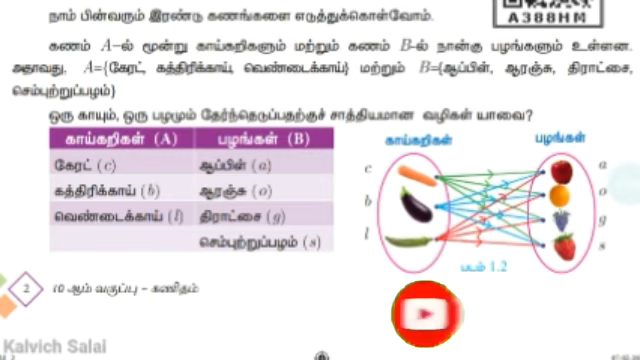 நாம் பின்வரும் இரண்டு கணங்களை எடுத்துக்கொள்வோம்.
A388HM
கணம் A–ல் மூன்று காய்கறிகளும் மற்றும் கணம் B-ல் நான்கு பழங்களும் உள்ளன.
அதாவது, A={கேரட், கத்திரிக்காய், வெண்டைக்காய்} மற்றும் B={ஆப்பிள், ஆரஞ்சு, திராட்சை,
செம்புற்றுப்பழம்}
ஒரு காயும், ஒரு பழமும் தேர்ந்தெடுப்பதற்குச் சாத்தியமான வழிகள் யாவை?
காய்கறிகள் (A) பழங்கள் (B)
கேரட் (c) ஆப்பிள் (a)
கத்திரிக்காய் (b) ஆரஞ்சு (o)
வெண்டைக்காய் (l) திராட்சை (g)
செம்புற்றுப்பழம் (s)
காய்கறிகள் பழங்கள்
c a
b o
l g
s
படம் 1.2
2 10 ஆம் வகுப்பு – கணிதம்
Kalvich Salai